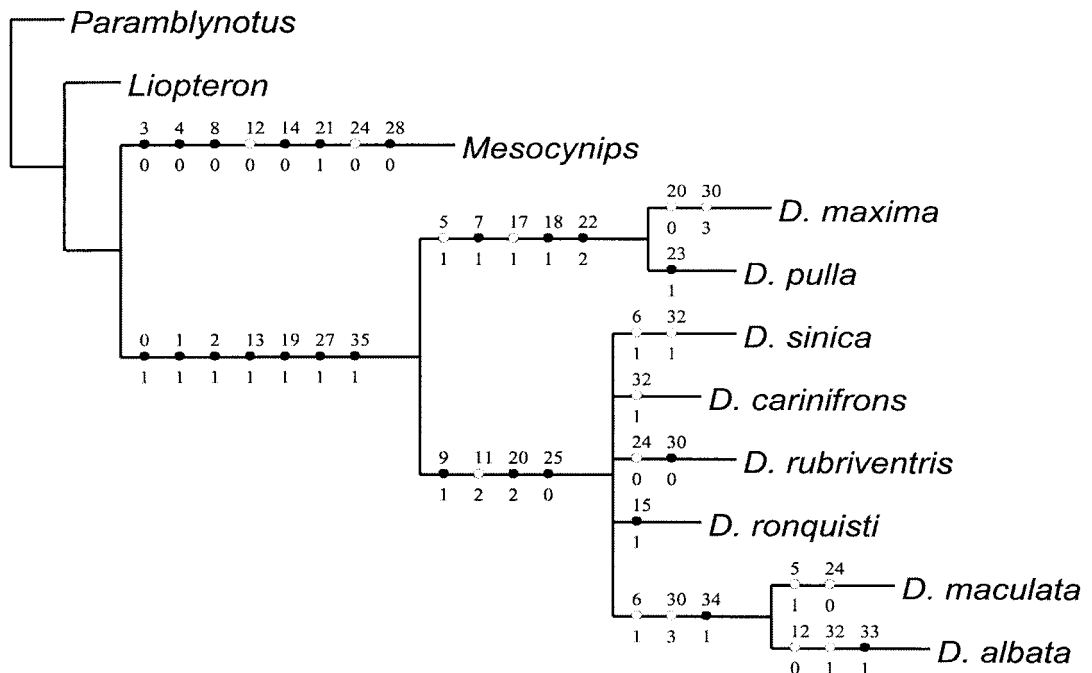 Paramblynotus
Liopteron
3 4 8 12 14 21 24 28
Mesocynips
0 0 0 0 0 1 0 0
20 30
D. maxima
0 3
5 7 17 18 22
1 1 1 1 2
23
D. pulla
1
6 32
D. sinica
1 1
0 1 2 13 19 27 35
1 1 1 1 1 1 1
32
D. carinifrons
1
24 30
D. rubriventris
0 0
9 11 20 25
1 2 2 0
15
D. ronquisti
1
5 24
D. maculata
1 0
6 30 34
1 3 1
12 32 33
D. albata
0 1 1